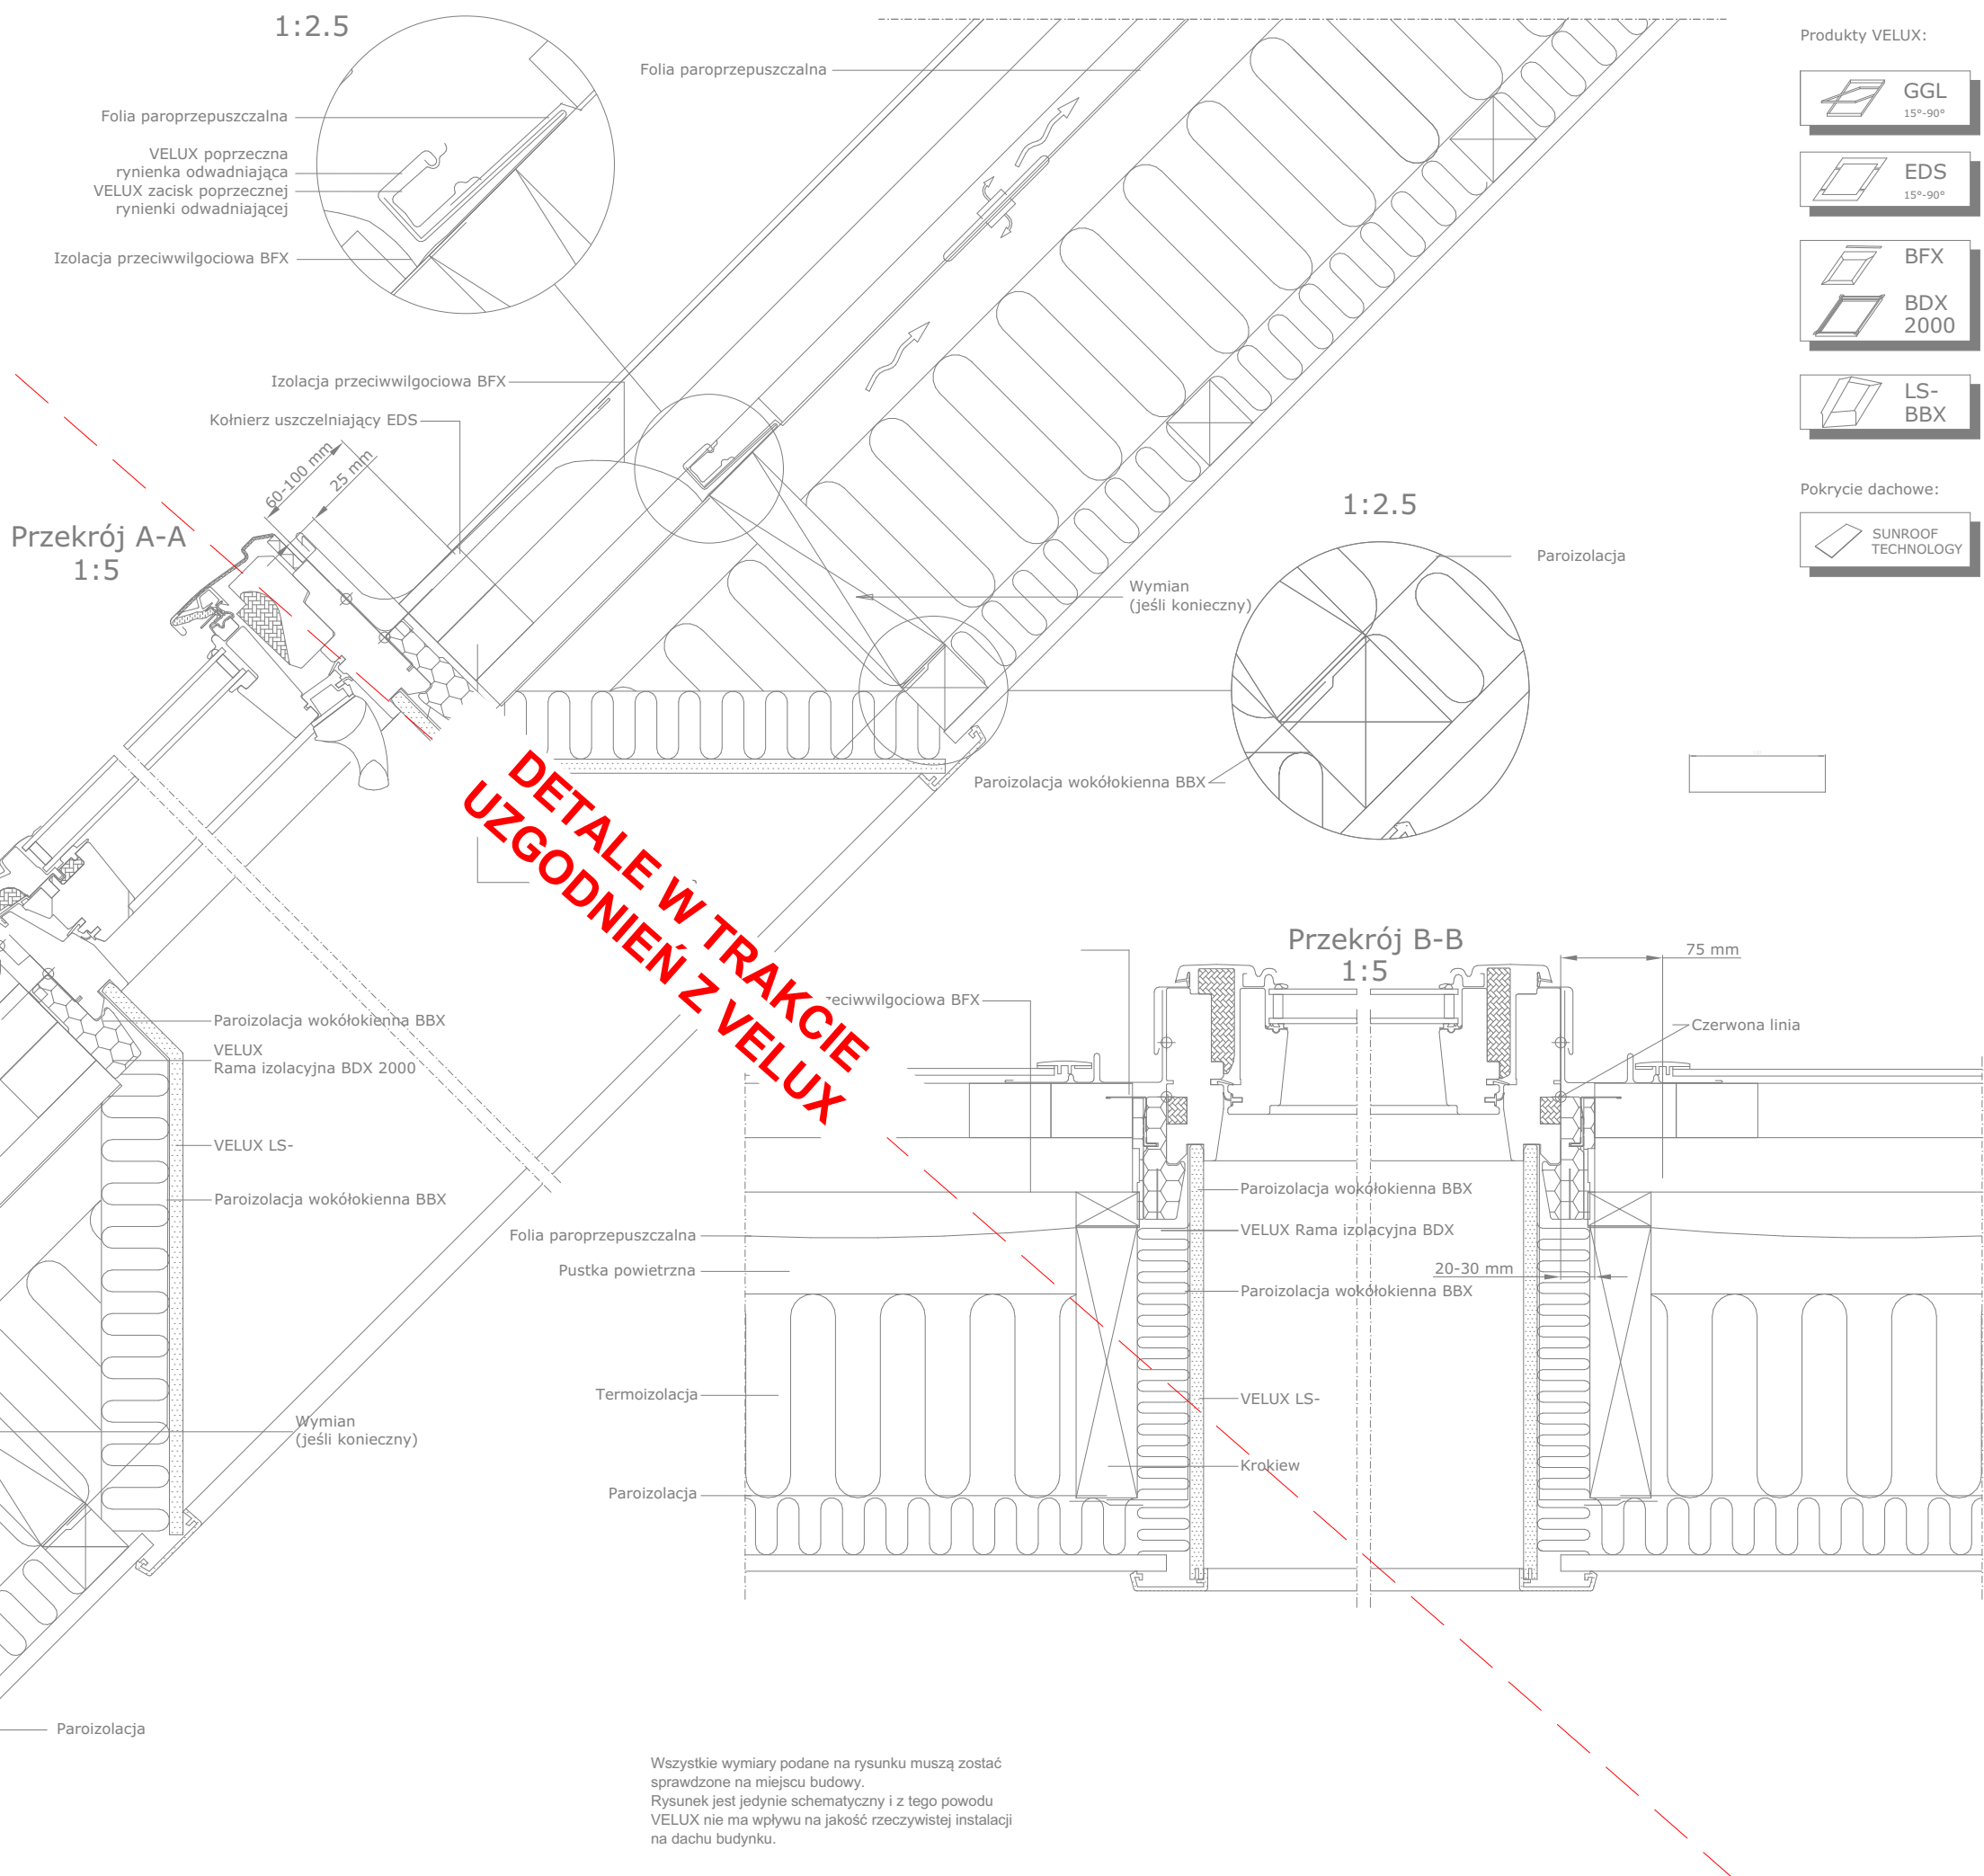 1:2.5
Folia paroprzepuszczalna
VELUX poprzeczna
rynienka odwadniająca
VELUX zacisk poprzecznej
rynienki odwadniającej
Izolacja przeciwwilgociowa BFX
Folia paroprzepuszczalna
Izolacja przeciwwilgociowa BFX
Kołnierz uszczelniający EDS
60-100 mm
25 mm
Przekrój A-A
1:5
Produkty VELUX:
GGL
15°-90°
EDS
15°-90°
BFX
BDX
2000
LS-
BBX
Pokrycie dachowe:
SUNROOF
TECHNOLOGY
1:2.5
Paroizolacja
Wymian
(jeśli konieczny)
Paroizolacja wokółokienna BBX
DETALE W TRAKCIE
UZGODNIEŃ Z VELUX
Paroizolacja wokółokienna BBX
VELUX
Rama izolacyjna BDX 2000
VELUX LS-
Paroizolacja wokółokienna BBX
Wymian
(jeśli konieczny)
Paroizolacja
Przekrój B-B
1:5
75 mm
zeciwwilgociowa BFX
Czerwona linia
Paroizolacja wokółokienna BBX
Folia paroprzepuszczalna
VELUX Rama izolacyjna BDX
Pustka powietrzna
20-30 mm
Paroizolacja wokółokienna BBX
Termoizolacja
VELUX LS-
Krokiew
Paroizolacja
Wszystkie wymiary podane na rysunku muszą zostać
sprawdzone na miejscu budowy.
Rysunek jest jedynie schematyczny i z tego powodu
VELUX nie ma wpływu na jakość rzeczywistej instalacji
na dachu budynku.